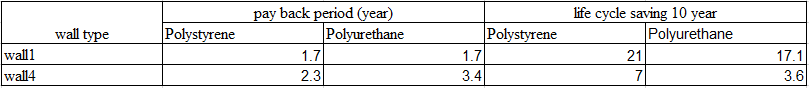 wall type pay back period (year) life cycle saving 10 year
Polystyrene Polyurethane Polystyrene Polyurethane
wall1 1.7 1.7 21 17.1
wall4 2.3 3.4 7 3.6